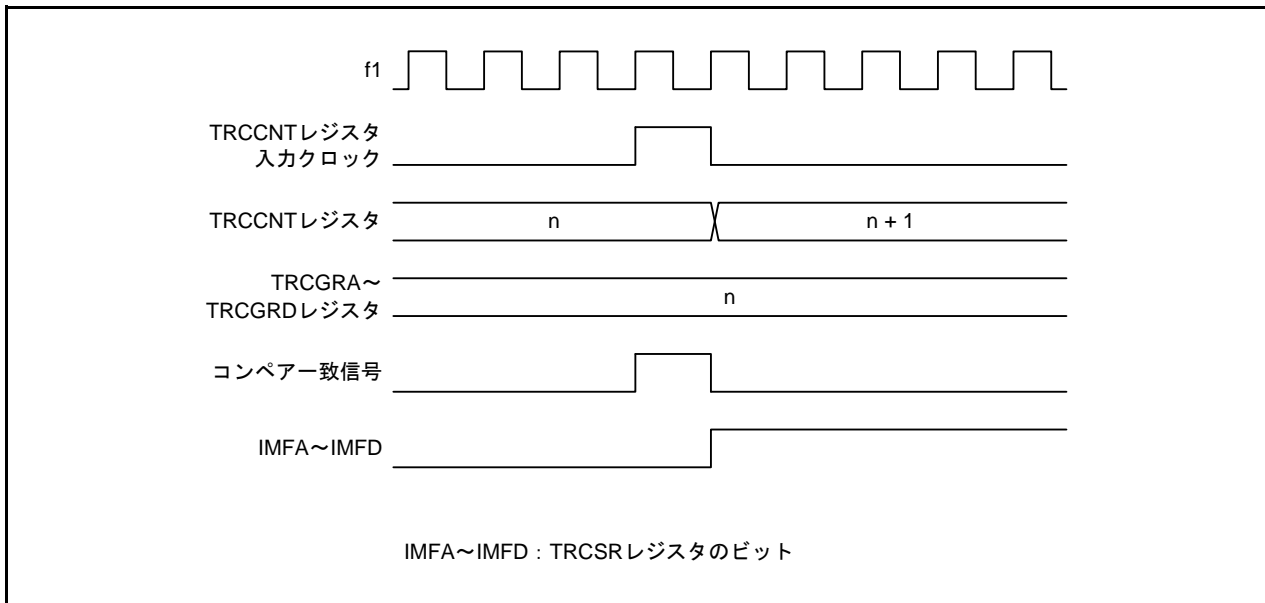 f1
TRCCNTレジスタ
入力クロック
TRCCNTレジスタ
n
n + 1
TRCGRA～
TRCGRDレジスタ
n
コンペア一致信号
IMFA～IMFD
IMFA～IMFD：TRCSRレジスタのビット